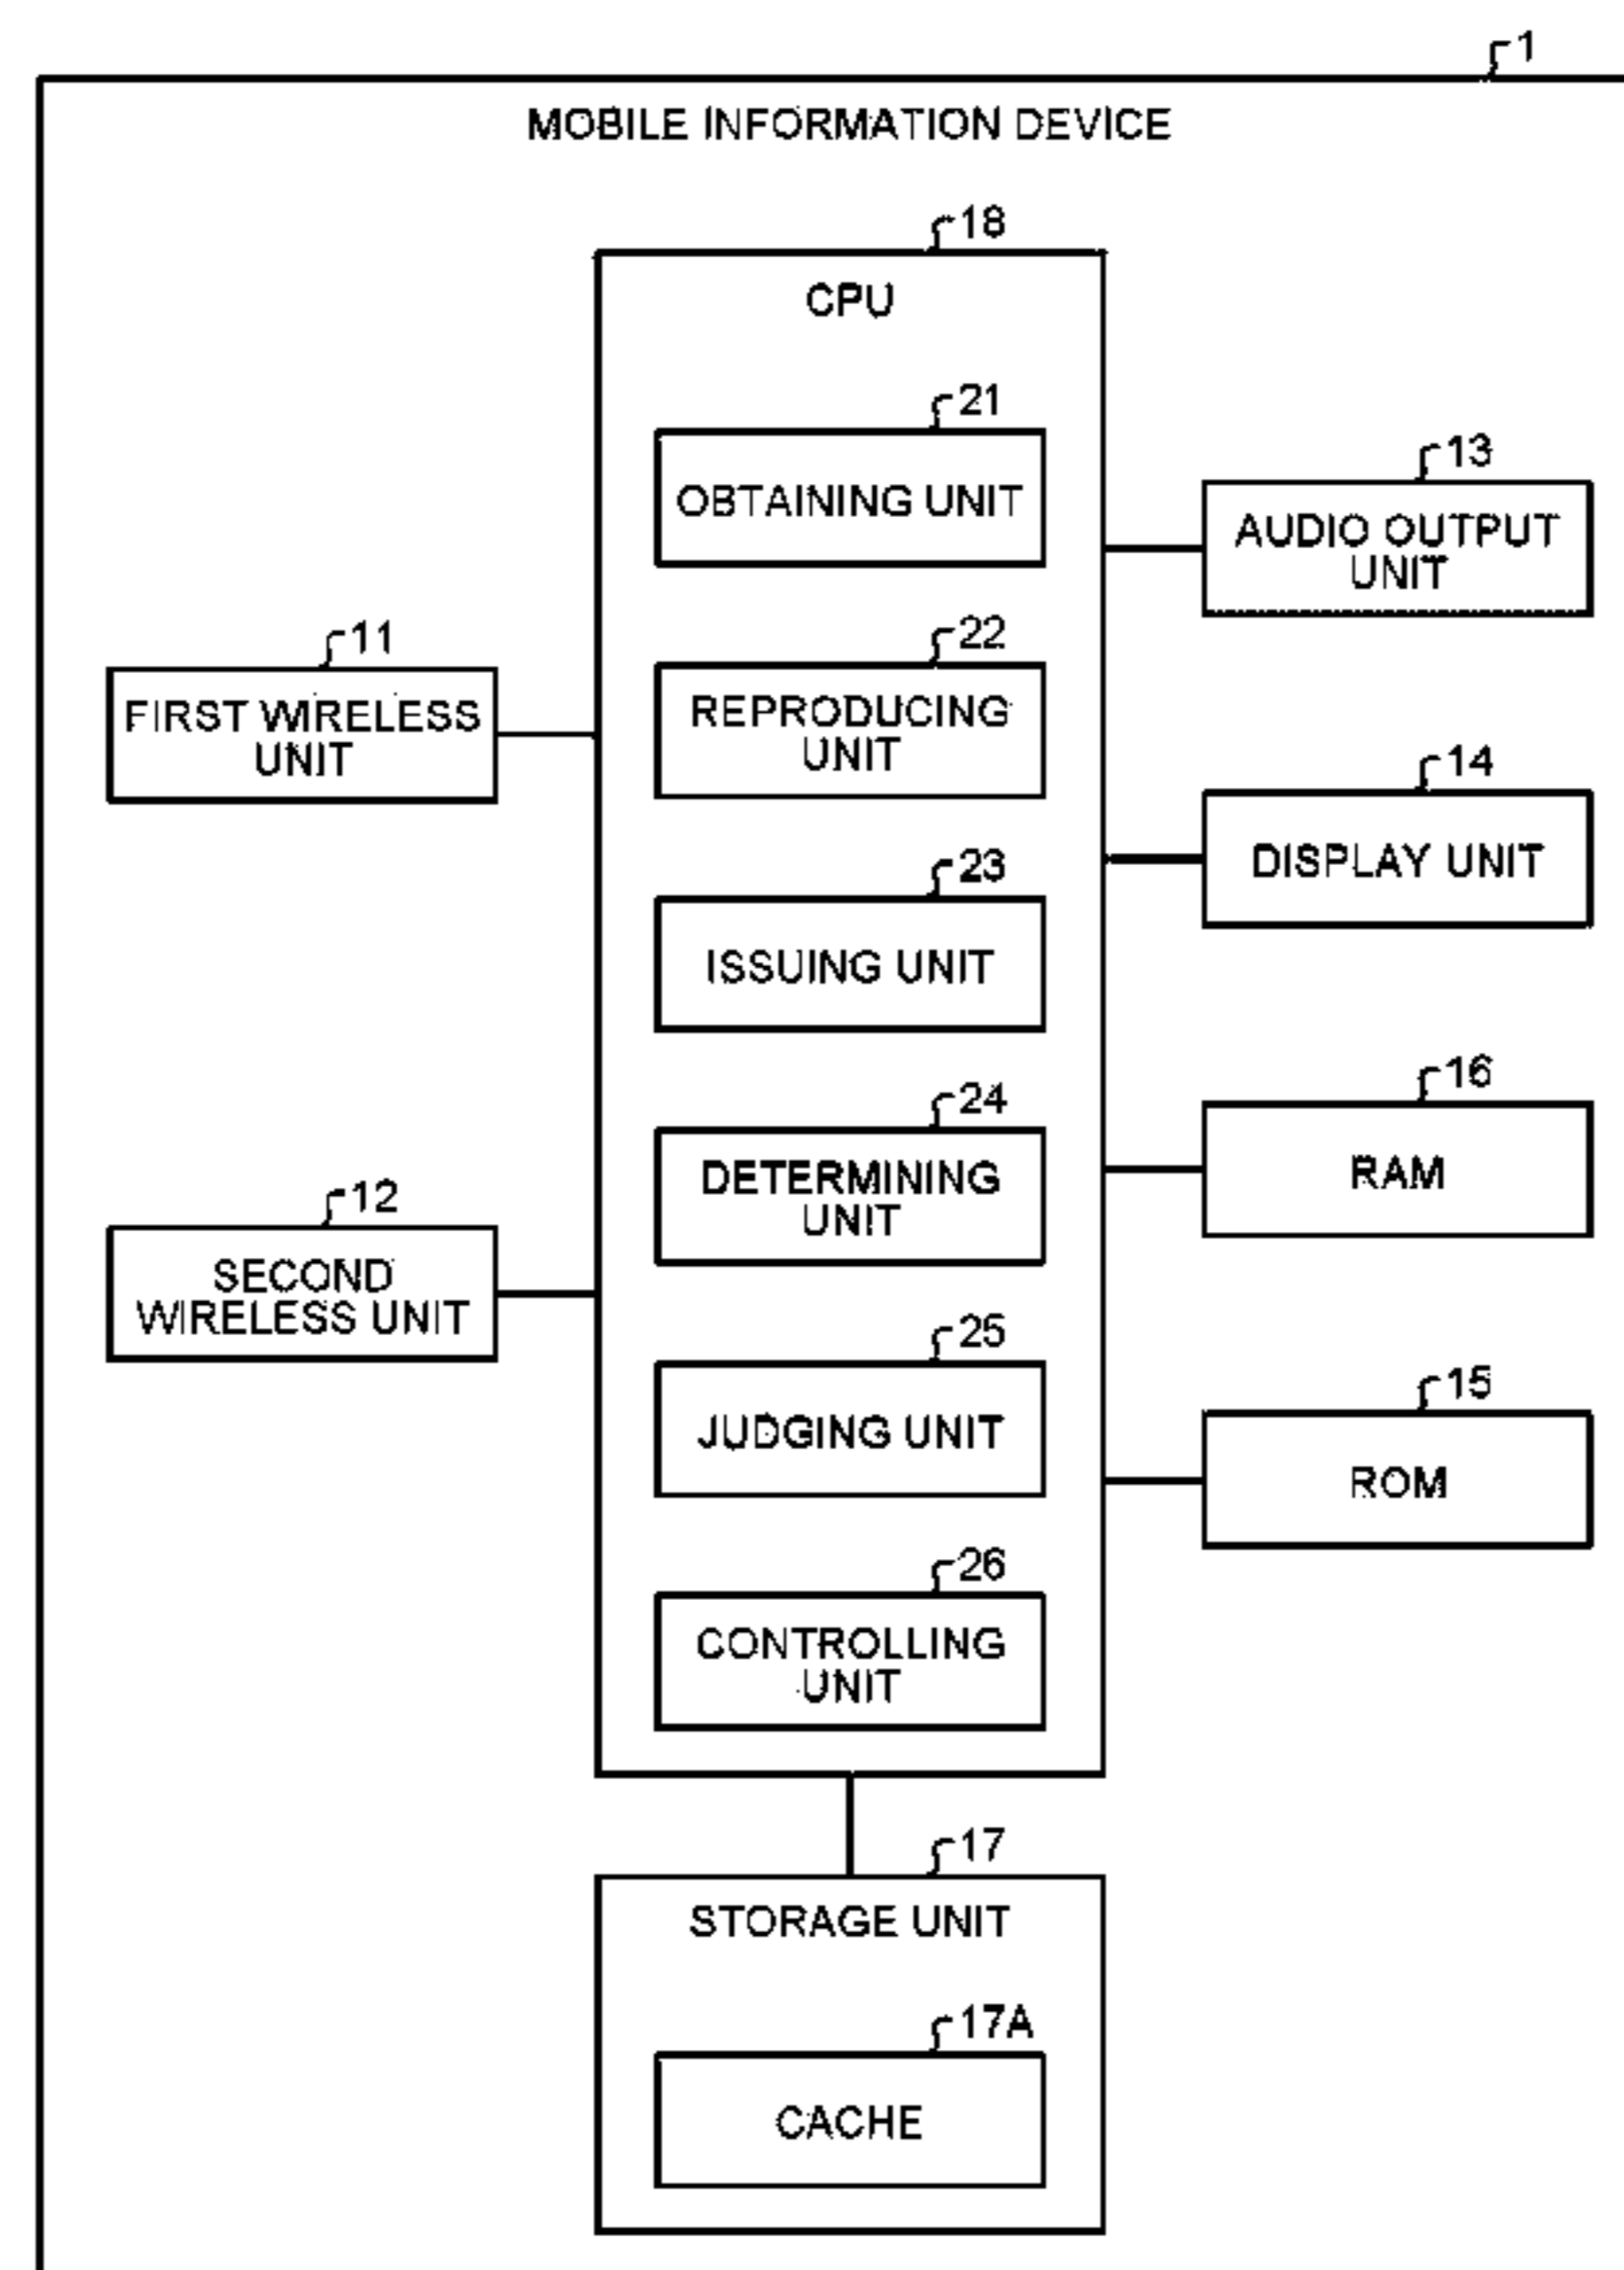 1
MOBILE INFORMATION DEVICE
18
CPU
21
OBTAINING UNIT
22
REPRODUCING
UNIT
23
ISSUING UNIT
24
DETERMINING
UNIT
25
JUDGING UNIT
26
CONTROLLING
UNIT
11
FIRST WIRELESS
UNIT
12
SECOND
WIRELESS UNIT
13
AUDIO OUTPUT
UNIT
14
DISPLAY UNIT
16
RAM
15
ROM
17
STORAGE UNIT
17A
CACHE